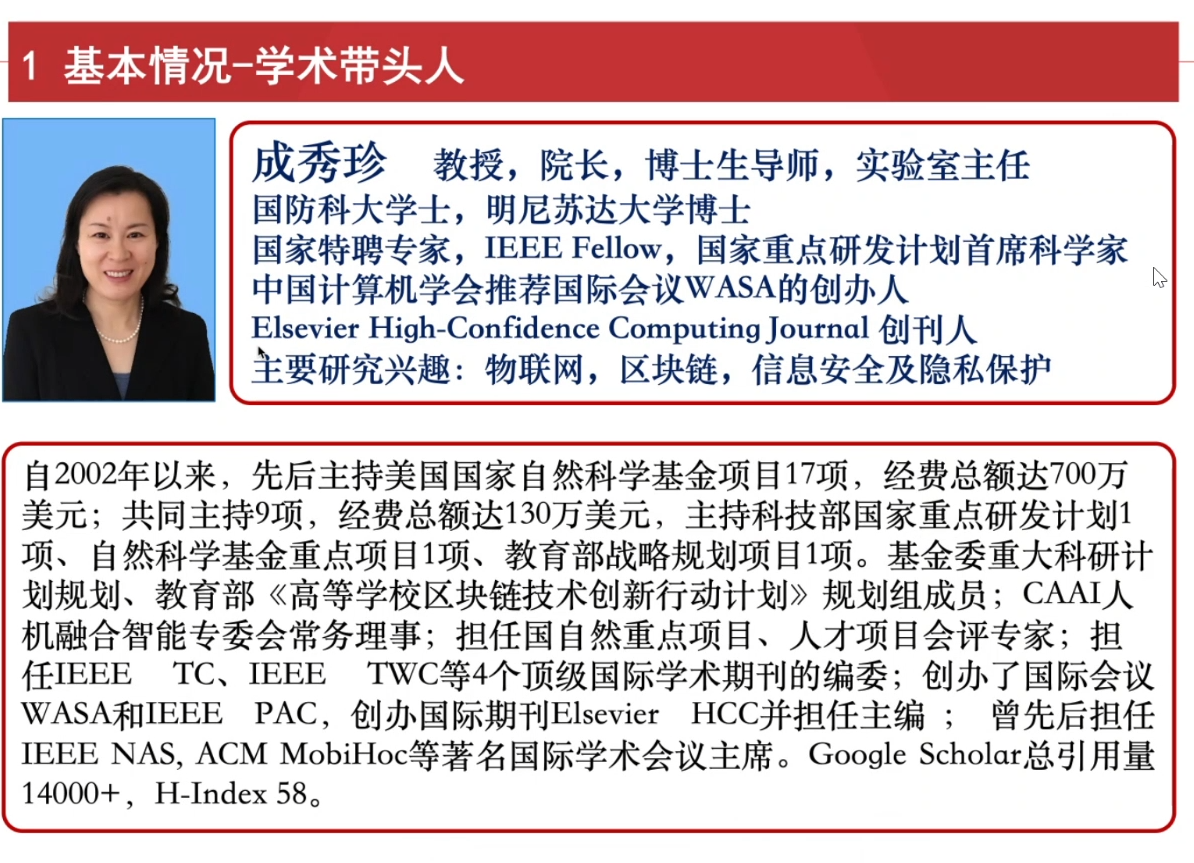 1 基本情况-学术带头人
成秀珍 教授，院长，博士生导师，实验室主任
国防科大学士，明尼苏达大学博士
国家特聘专家，IEEE Fellow，国家重点研发计划首席科学家
中国计算机学会推荐国际会议WASA的创办人
Elsevier High-Confidence Computing Journal 创刊人
主要研究兴趣：物联网，区块链，信息安全及隐私保护
自2002年以来，先后主持美国国家自然科学基金项目17项，经费总额达700万
美元；共同主持9项，经费总额达130万美元，主持科技部国家重点研发计划1
项、自然科学基金重点项目1项、教育部战略规划项目1项。基金委重大科研计
划规划、教育部《高等学校区块链技术创新行动计划》规划组成员；CAAI人
机融合智能专委会常务理事；担任国自然重点项目、人才项目会评专家；担
任IEEE TC、IEEE TWC等4个顶级国际学术期刊的编委；创办了国际会议
WASA和IEEE PAC，创办国际期刊Elsevier HCC并担任主编 ； 曾先后担任
IEEE NAS, ACM MobiHoc等著名国际学术会议主席。Google Scholar总引用量
14000+，H-Index 58。